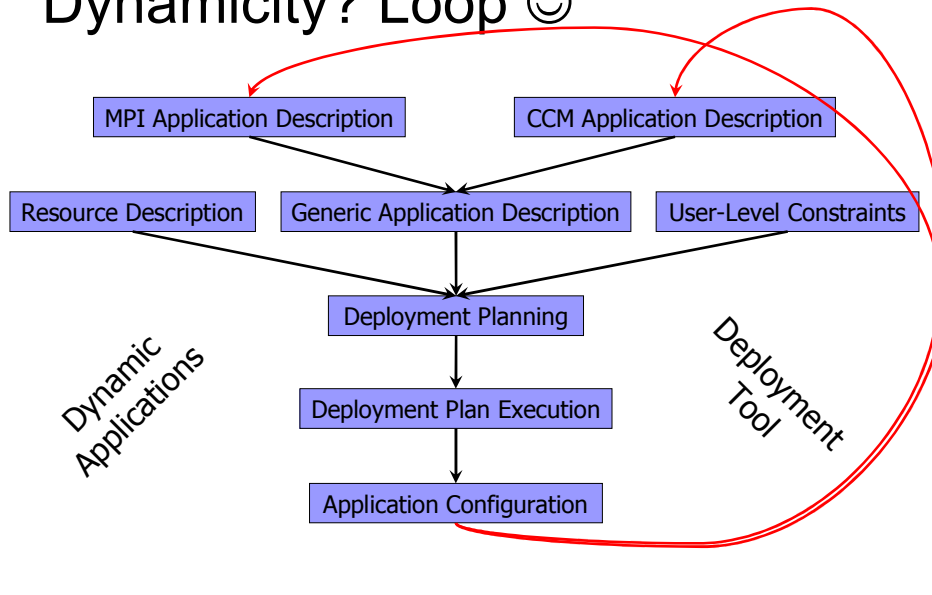 Dynamicity? Loop ☺
MPI Application Description
CCM Application Description
Resource Description
Generic Application Description
User-Level Constraints
Deployment Planning
Dynamic
Applications
Deployment
Tool
Deployment Plan Execution
Application Configuration